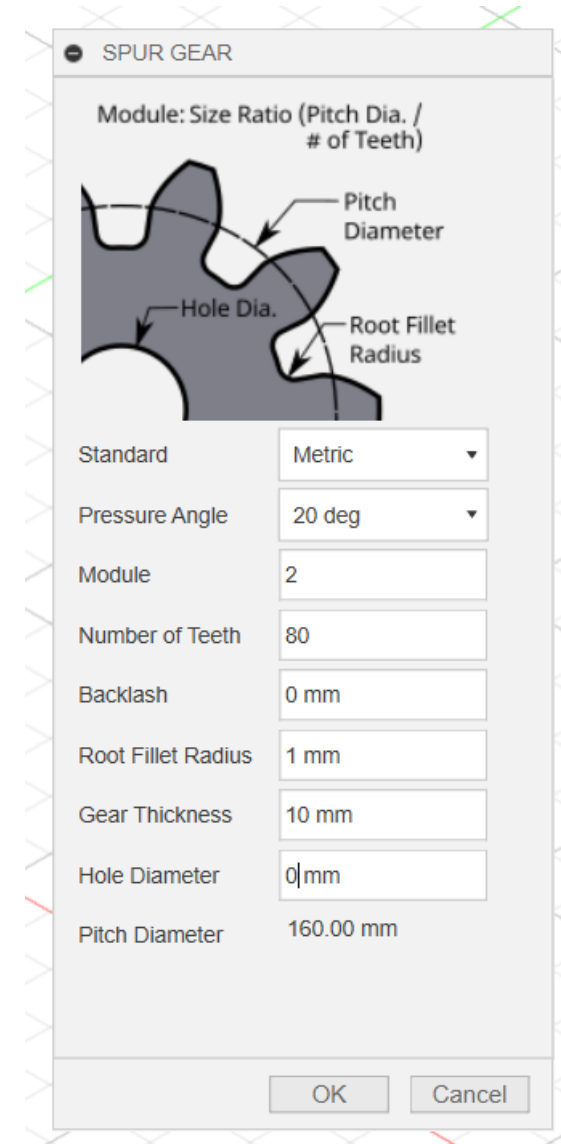 SPUR GEAR
Module: Size Ratio (Pitch Dia. /
# of Teeth)
Pitch
Diameter
Hole Dia.
Root Fillet
Radius
Standard Metric
Pressure Angle 20 deg
Module 2
Number of Teeth 80
Backlash 0 mm
Root Fillet Radius 1 mm
Gear Thickness 10 mm
Hole Diameter 0 mm
Pitch Diameter 160.00 mm
OK Cancel